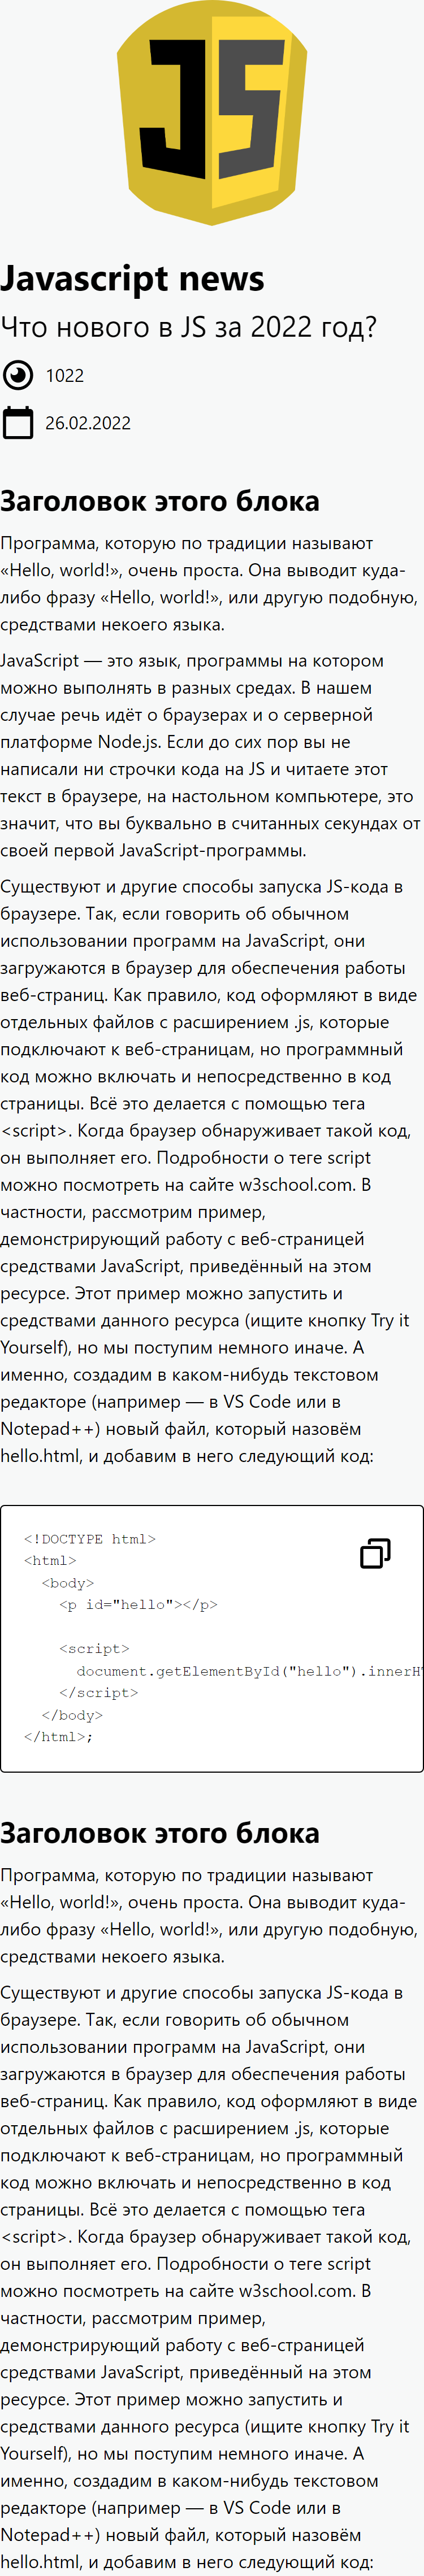 JS
Javascript news
Что нового в JS за 2022 год?
1022
26.02.2022
Заголовок этого блока
Программа, которую по традиции называют
«Hello, world!», очень проста. Она выводит куда-
либо фразу «Hello, world!», или другую подобную,
средствами некоего языка.
JavaScript — это язык, программы на котором
можно выполнять в разных средах. В нашем
случае речь идёт о браузерах и о серверной
платформе Node.js. Если до сих пор вы не
написали ни строчки кода на JS и читаете этот
текст в браузере, на настольном компьютере, это
значит, что вы буквально в считанных секундах от
своей первой JavaScript-программы.
Существуют и другие способы запуска JS-кода в
браузере. Так, если говорить об обычном
использовании программ на JavaScript, они
загружаются в браузер для обеспечения работы
веб-страниц. Как правило, код оформляют в виде
отдельных файлов с расширением .js, которые
подключают к веб-страницам, но программный
код можно включать и непосредственно в код
страницы. Всё это делается с помощью тега
<script>. Когда браузер обнаруживает такой код,
он выполняет его. Подробности о теге script
можно посмотреть на сайте w3school.com. В
частности, рассмотрим пример,
демонстрирующий работу с веб-страницей
средствами JavaScript, приведённый на этом
ресурсе. Этот пример можно запустить и
средствами данного ресурса (ищите кнопку Try it
Yourself), но мы поступим немного иначе. А
именно, создадим в каком-нибудь текстовом
редакторе (например — в VS Code или в
Notepad++) новый файл, который назовём
hello.html, и добавим в него следующий код:
<!DOCTYPE html>
<html>
<body>
<p id="hello"></p>
<script>
document.getElementById("hello").innerH
</script>
</body>
</html>;
Заголовок этого блока
Программа, которую по традиции называют
«Hello, world!», очень проста. Она выводит куда-
либо фразу «Hello, world!», или другую подобную,
средствами некоего языка.
Существуют и другие способы запуска JS-кода в
браузере. Так, если говорить об обычном
использовании программ на JavaScript, они
загружаются в браузер для обеспечения работы
веб-страниц. Как правило, код оформляют в виде
отдельных файлов с расширением .js, которые
подключают к веб-страницам, но программный
код можно включать и непосредственно в код
страницы. Всё это делается с помощью тега
<script>. Когда браузер обнаруживает такой код,
он выполняет его. Подробности о теге script
можно посмотреть на сайте w3school.com. В
частности, рассмотрим пример,
демонстрирующий работу с веб-страницей
средствами JavaScript, приведённый на этом
ресурсе. Этот пример можно запустить и
средствами данного ресурса (ищите кнопку Try it
Yourself), но мы поступим немного иначе. А
именно, создадим в каком-нибудь текстовом
редакторе (например — в VS Code или в
Notepad++) новый файл, который назовём
hello.html, и добавим в него следующий код: